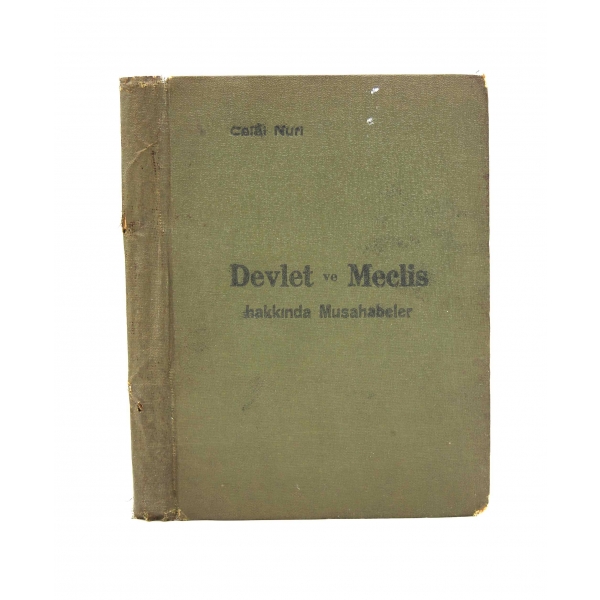 Celâl Nuri
Devlet ve Meclis
hakkında Musahabeler